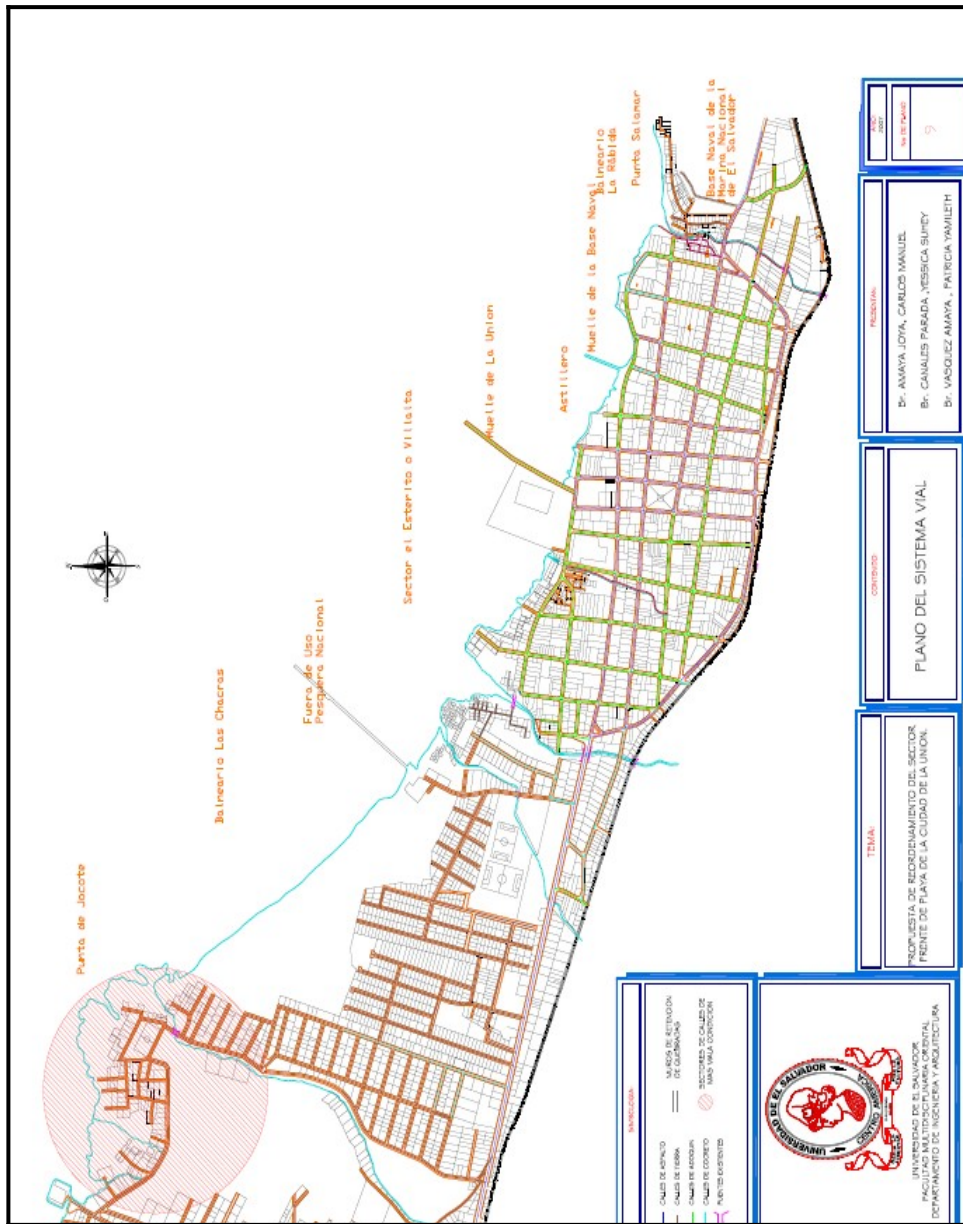 Punta de Jocote
Balneario Las Chacras
Fuera de Uso
Pesquera Nacional
Sector el Esterito o Villalta
Muelle de La Union
Astillero
Muelle de la Base Naval
Balneario
La Rábida
Punta Salamar
Base Naval de la
Marina Nacional
de El Salvador
SIMBOLOGIA:
CALLES DE ASFALTO
CALLES DE TIERRA
CALLES DE ADOQUIN
CALLES DE CONCRETO
PUENTES EXISTENTES
MUROS DE RETENCION
DE QUEBRADAS
SECTORES DE CALLES DE
MAS MALA CONDICION
UNIVERSIDAD DE EL SALVADOR
UNIVERSIDAD DE EL SALVADOR
FACULTAD MULTIDISCIPLINARIA ORIENTAL
DEPARTAMENTO DE INGENIERIA Y ARQUITECTURA
TEMA:
PROPUESTA DE REORDENAMIENTO DEL SECTOR
FRENTE DE PLAYA DE LA CIUDAD DE LA UNION.
CONTENIDO:
PLANO DEL SISTEMA VIAL
PRESENTAN:
Br. AMAYA JOYA, CARLOS MANUEL
Br. CANALES PARADA ,YESSICA SUHEY
Br. VASQUEZ AMAYA , PATRICIA YAMILETH
AÑO:
2007
No DE PLANO
9